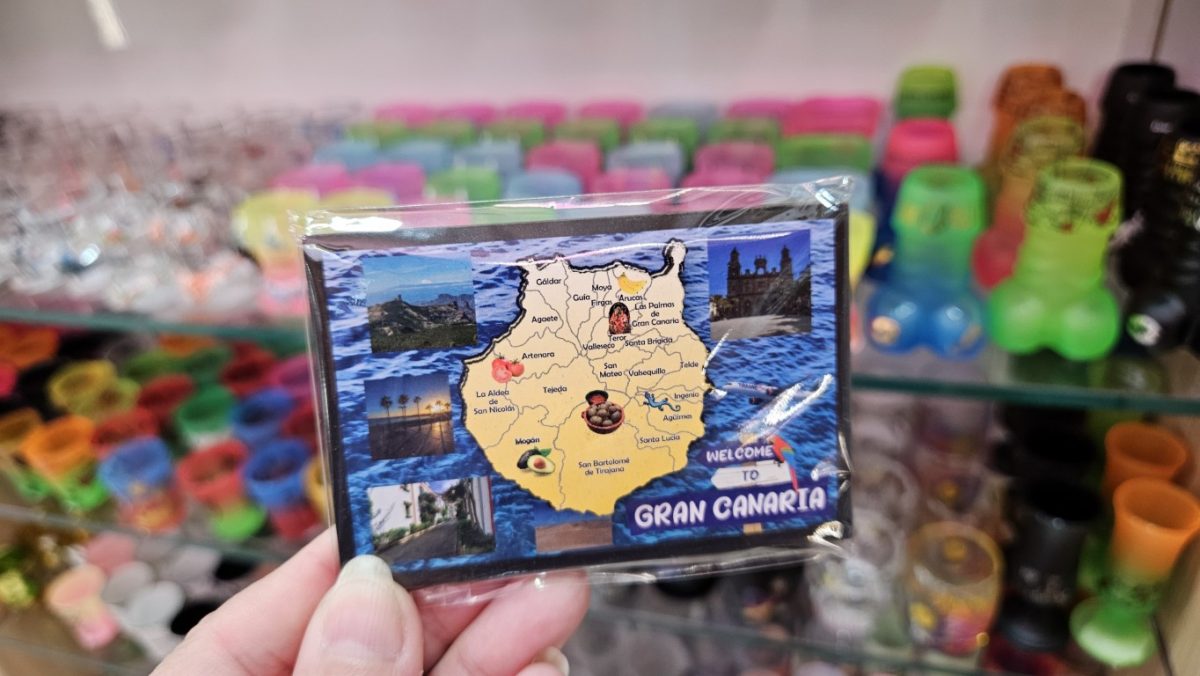 Gáldar
Moya
Guía
Arucas
Firgas
Las Palmas
de
Gran Canaria
Agaete
Teror
Valleseco
Santa Brígida
Artenara
San
Mateo
Valsequillo
Telde
Tejeda
La Aldea
de
San Nicolás
Ingenio
Agüimes
Santa Lucía
Mogán
San Bartolomé
de Tirajana
WELCOME
TO
GRAN CANARIA